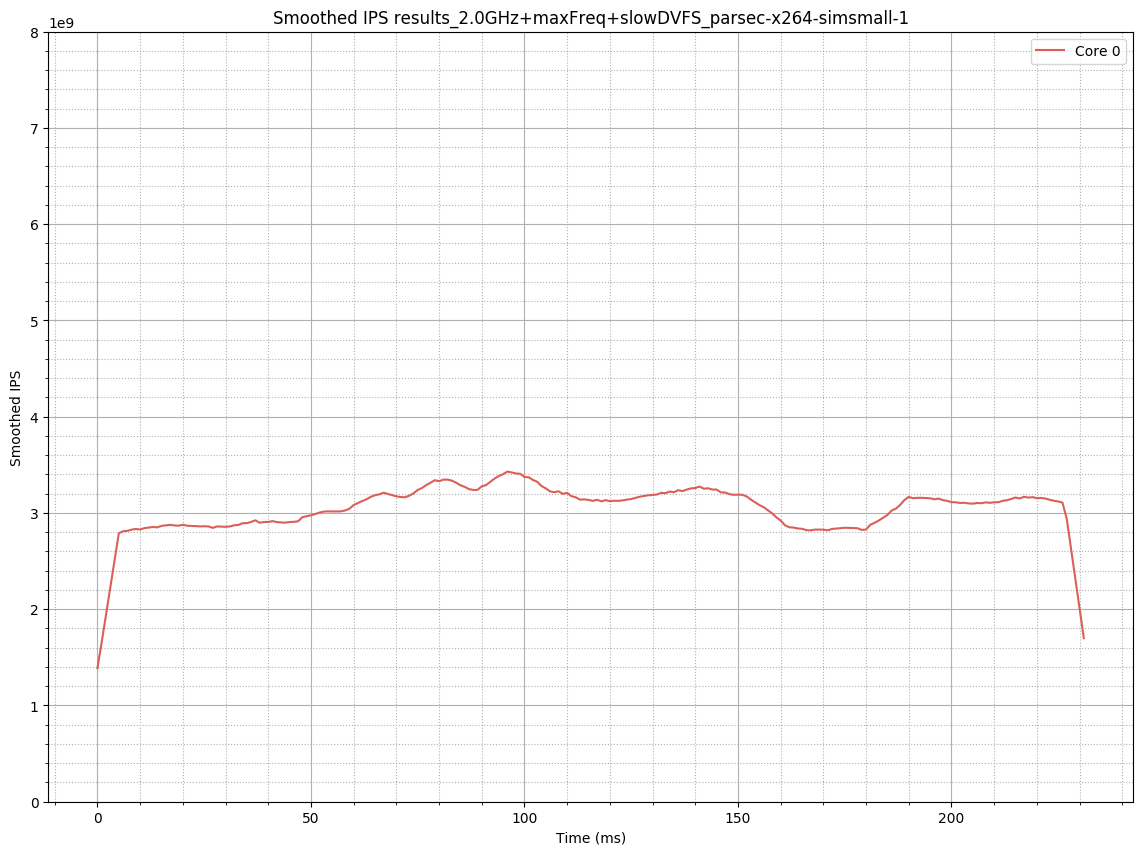 Smoothed IPS results_2.0GHz+maxFreq+slowDVFS_parsec-x264-simsmall-1
1e9
Core 0
8
7
6
5
4
3
2
1
0
Smoothed IPS
0 50 100 150 200
Time (ms)